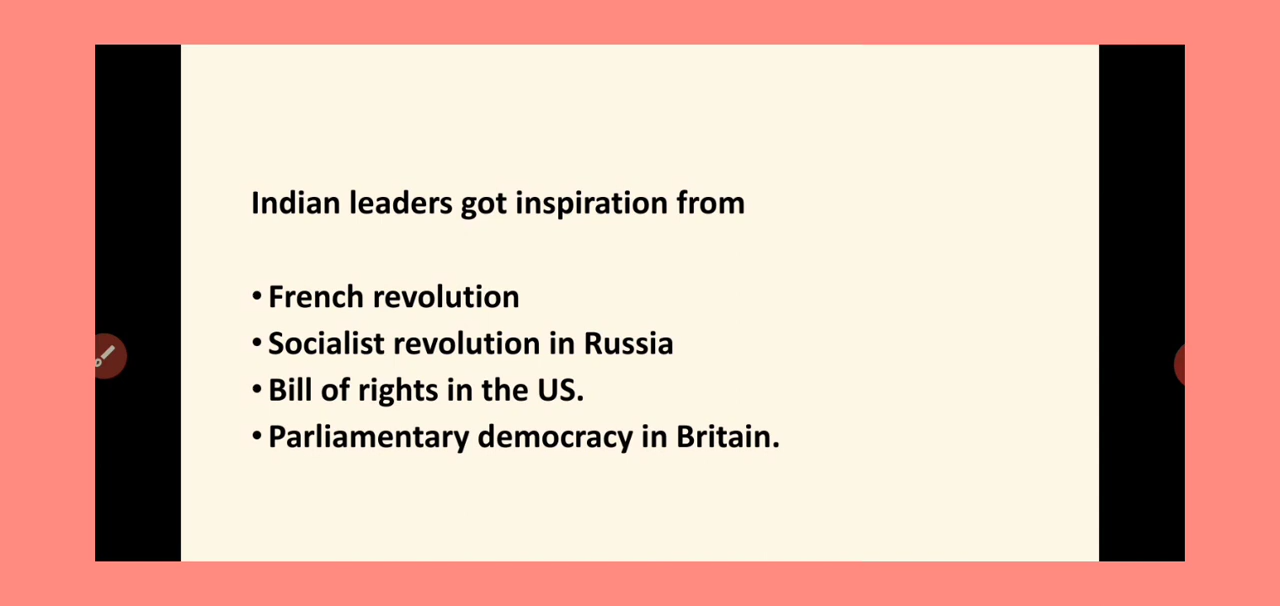 Indian leaders got inspiration from
• French revolution
• Socialist revolution in Russia
• Bill of rights in the US.
• Parliamentary democracy in Britain.